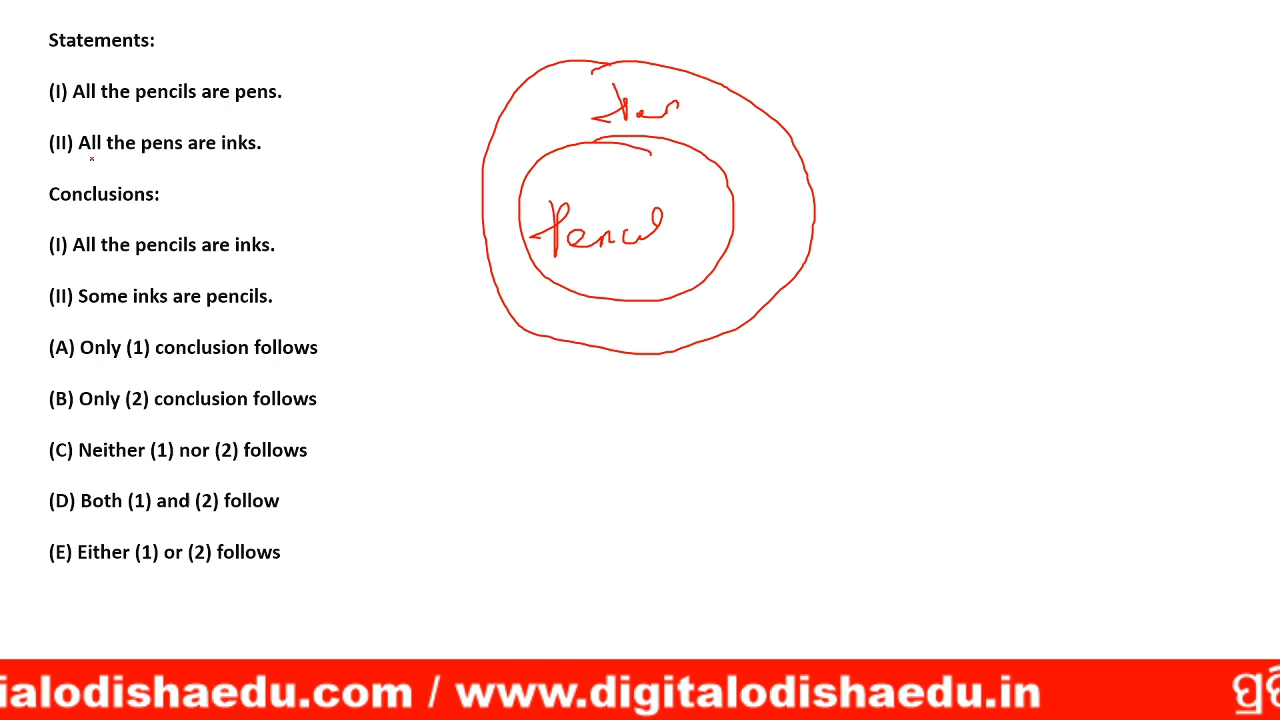 Statements:
(I) All the pencils are pens.
(II) All the pens are inks.
Conclusions:
(I) All the pencils are inks.
(II) Some inks are pencils.
(A) Only (1) conclusion follows
(B) Only (2) conclusion follows
(C) Neither (1) nor (2) follows
(D) Both (1) and (2) follow
(E) Either (1) or (2) follows
Pen
Pencil
ialodishaedu.com / www.digitalodishaedu.in